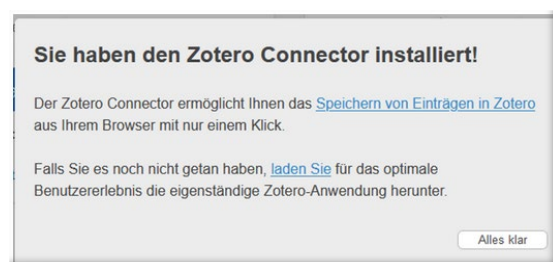 Sie haben den Zotero Connector installiert!
Der Zotero Connector ermöglicht Ihnen das Speichern von Einträgen in Zotero
aus Ihrem Browser mit nur einem Klick.
Falls Sie es noch nicht getan haben, laden Sie für das optimale
Benutzererlebnis die eigenständige Zotero-Anwendung herunter.
Alles klar